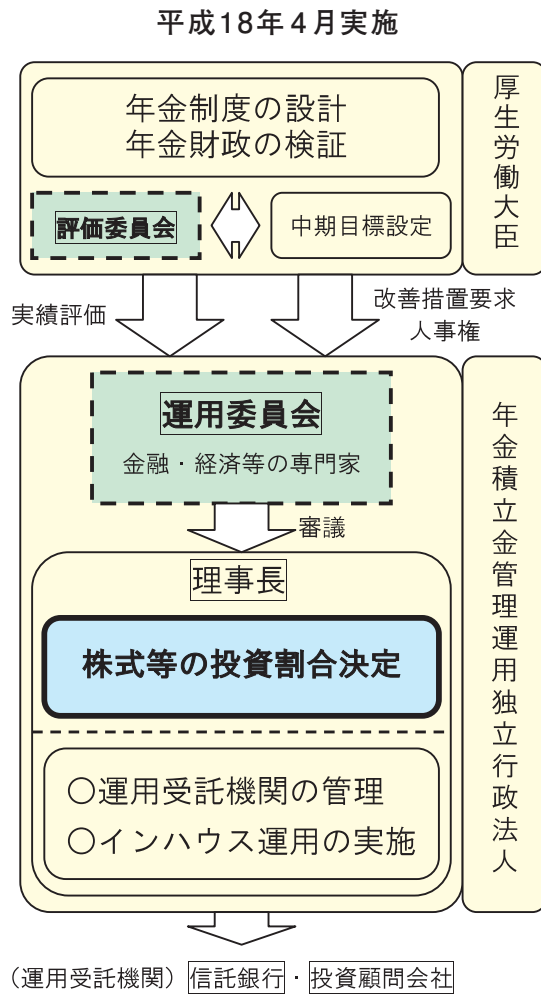 平成18年4月実施
年金制度の設計
年金財政の検証
評価委員会
中期目標設定
厚生労働大臣
実績評価
改善措置要求
人事権
運用委員会
金融・経済等の専門家
審議
理事長
株式等の投資割合決定
○運用受託機関の管理
○インハウス運用の実施
年金積立金管理運用独立行政法人
（運用受託機関）信託銀行・投資顧問会社